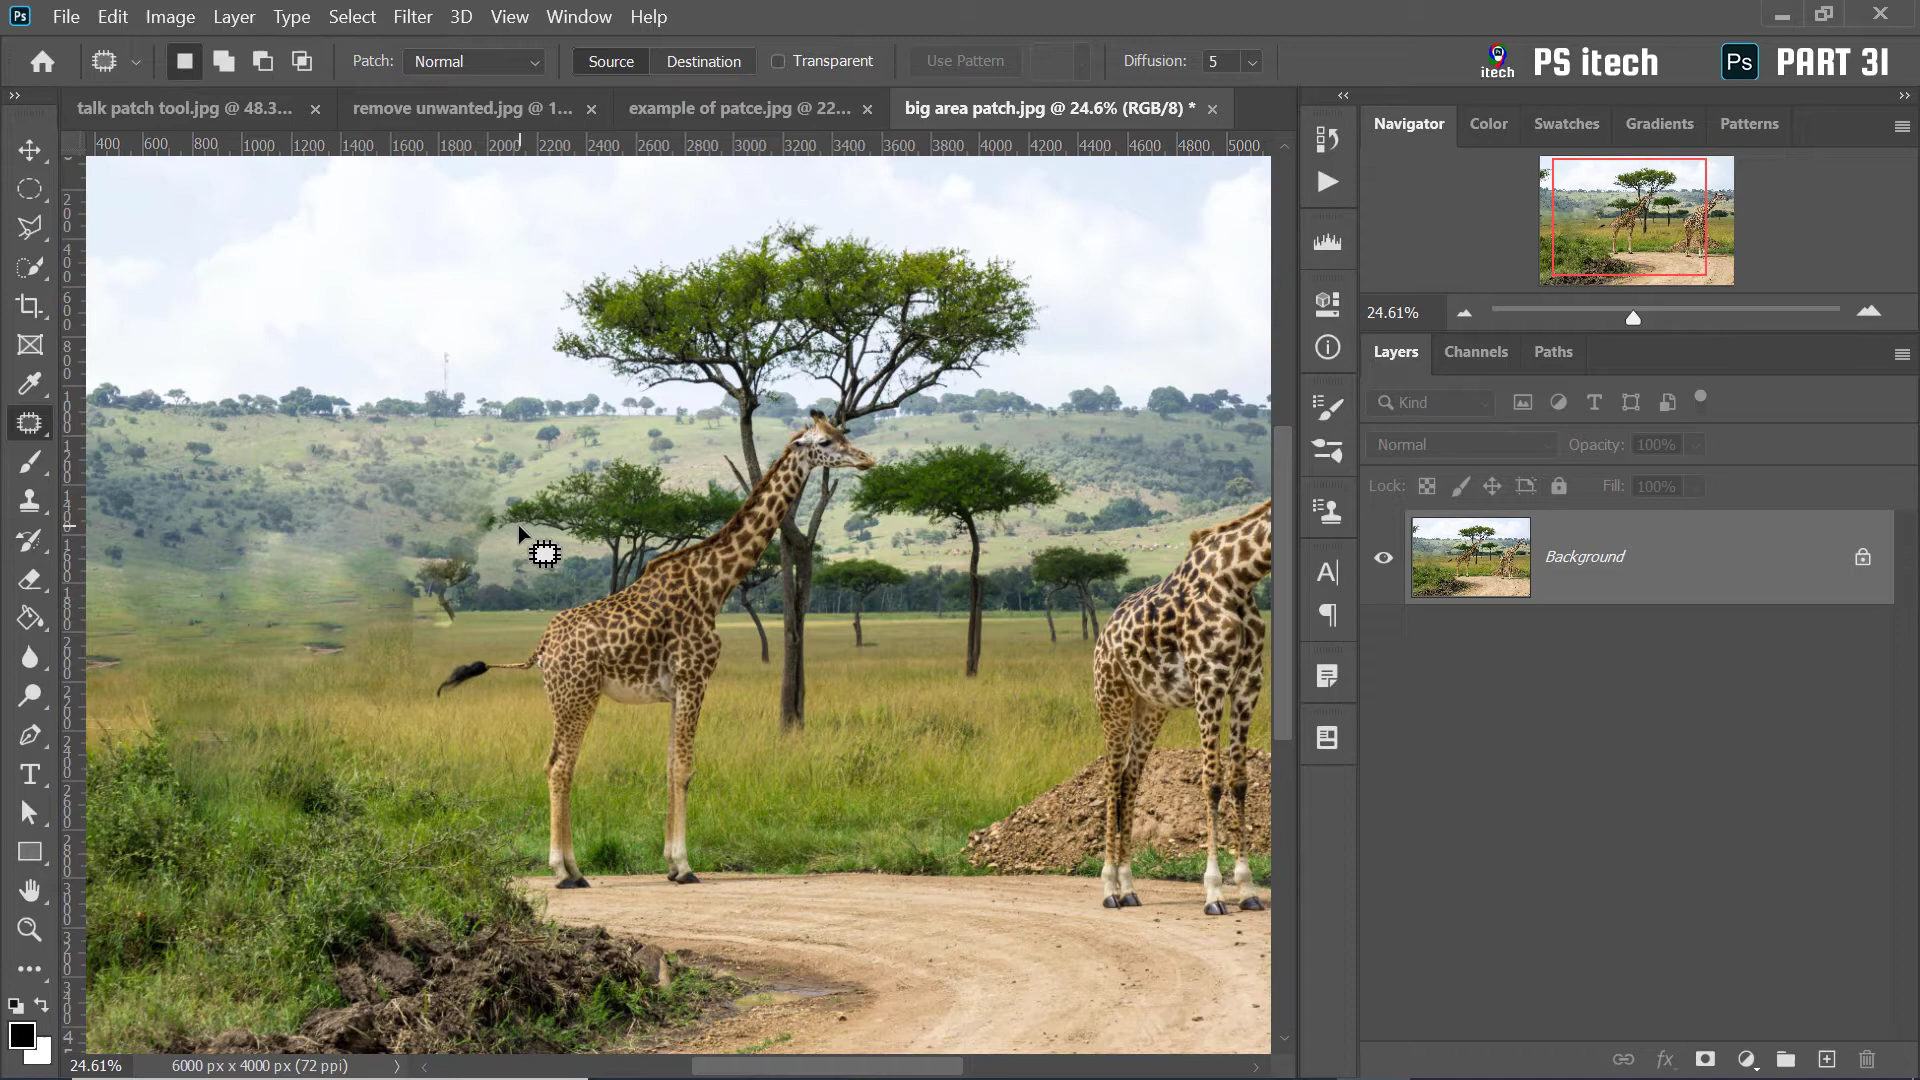 Ps File Edit Image Layer Type Select Filter 3D View Window Help
Patch: Normal Source Destination Transparent Use Pattern Diffusion: 5
itech PS itech Ps PART 31
talk patch tool.jpg @ 48.3... remove unwanted.jpg @ 1... example of patce.jpg @ 22... big area patch.jpg @ 24.6% (RGB/8) *
400 600 800 1000 1200 1400 1600 1800 2000 2200 2400 2600 2800 3000 3200 3400 3600 3800 4000 4200 4400 4600 4800 5000
Navigator Color Swatches Gradients Patterns
24.61%
Layers Channels Paths
Kind
Normal Opacity: 100%
Lock: Fill: 100%
Background
24.61% 6000 px x 4000 px (72 ppi)